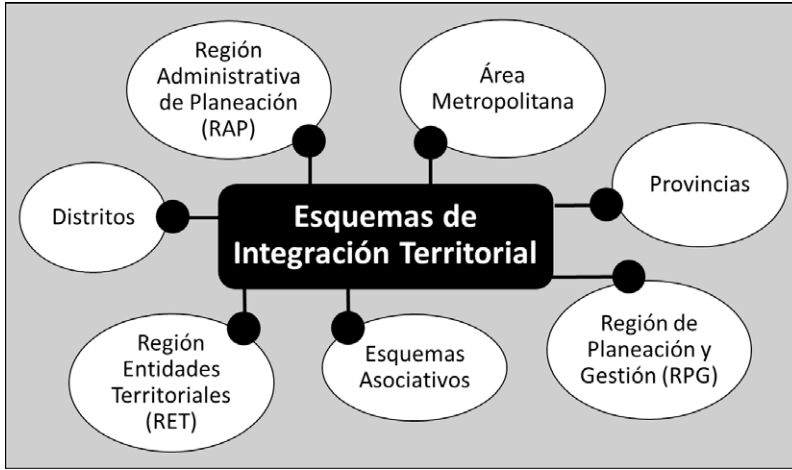 Región
Administrativa
de Planeación
(RAP)
Área
Metropolitana
Distritos
Esquemas de
Integración Territorial
Provincias
Región
Entidades
Territoriales
(RET)
Esquemas
Asociativos
Región de
Planeación y
Gestión (RPG)